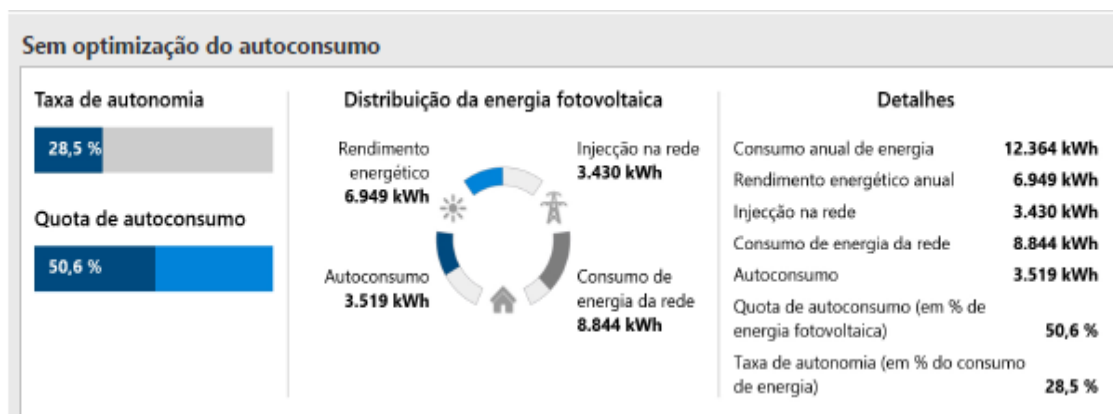 Sem optimização do autoconsumo
Taxa de autonomia
28,5 %
Quota de autoconsumo
50,6 %
Distribuição da energia fotovoltaica
Rendimento
energético
6.949 kWh
Injecção na rede
3.430 kWh
Autoconsumo
3.519 kWh
Consumo de
energia da rede
8.844 kWh
Detalhes
Consumo anual de energia 12.364 kWh
Rendimento energético anual 6.949 kWh
Injecção na rede 3.430 kWh
Consumo de energia da rede 8.844 kWh
Autoconsumo 3.519 kWh
Quota de autoconsumo (em % de
energia fotovoltaica) 50,6 %
Taxa de autonomia (em % do consumo
de energia) 28,5 %